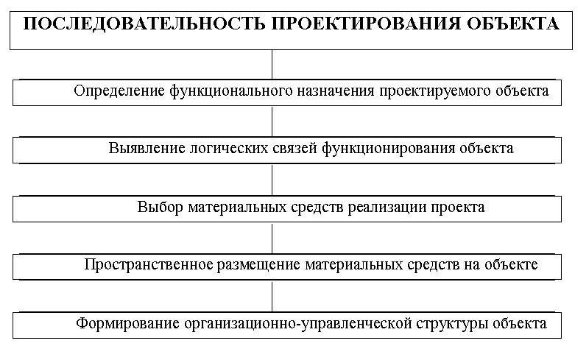 ПОСЛЕДОВАТЕЛЬНОСТЬ ПРОЕКТИРОВАНИЯ ОБЪЕКТА
Определение функционального назначения проектируемого объекта
Выявление логических связей функционирования объекта
Выбор материальных средств реализации проекта
Пространственное размещение материальных средств на объекте
Формирование организационно-управленческой структуры объекта